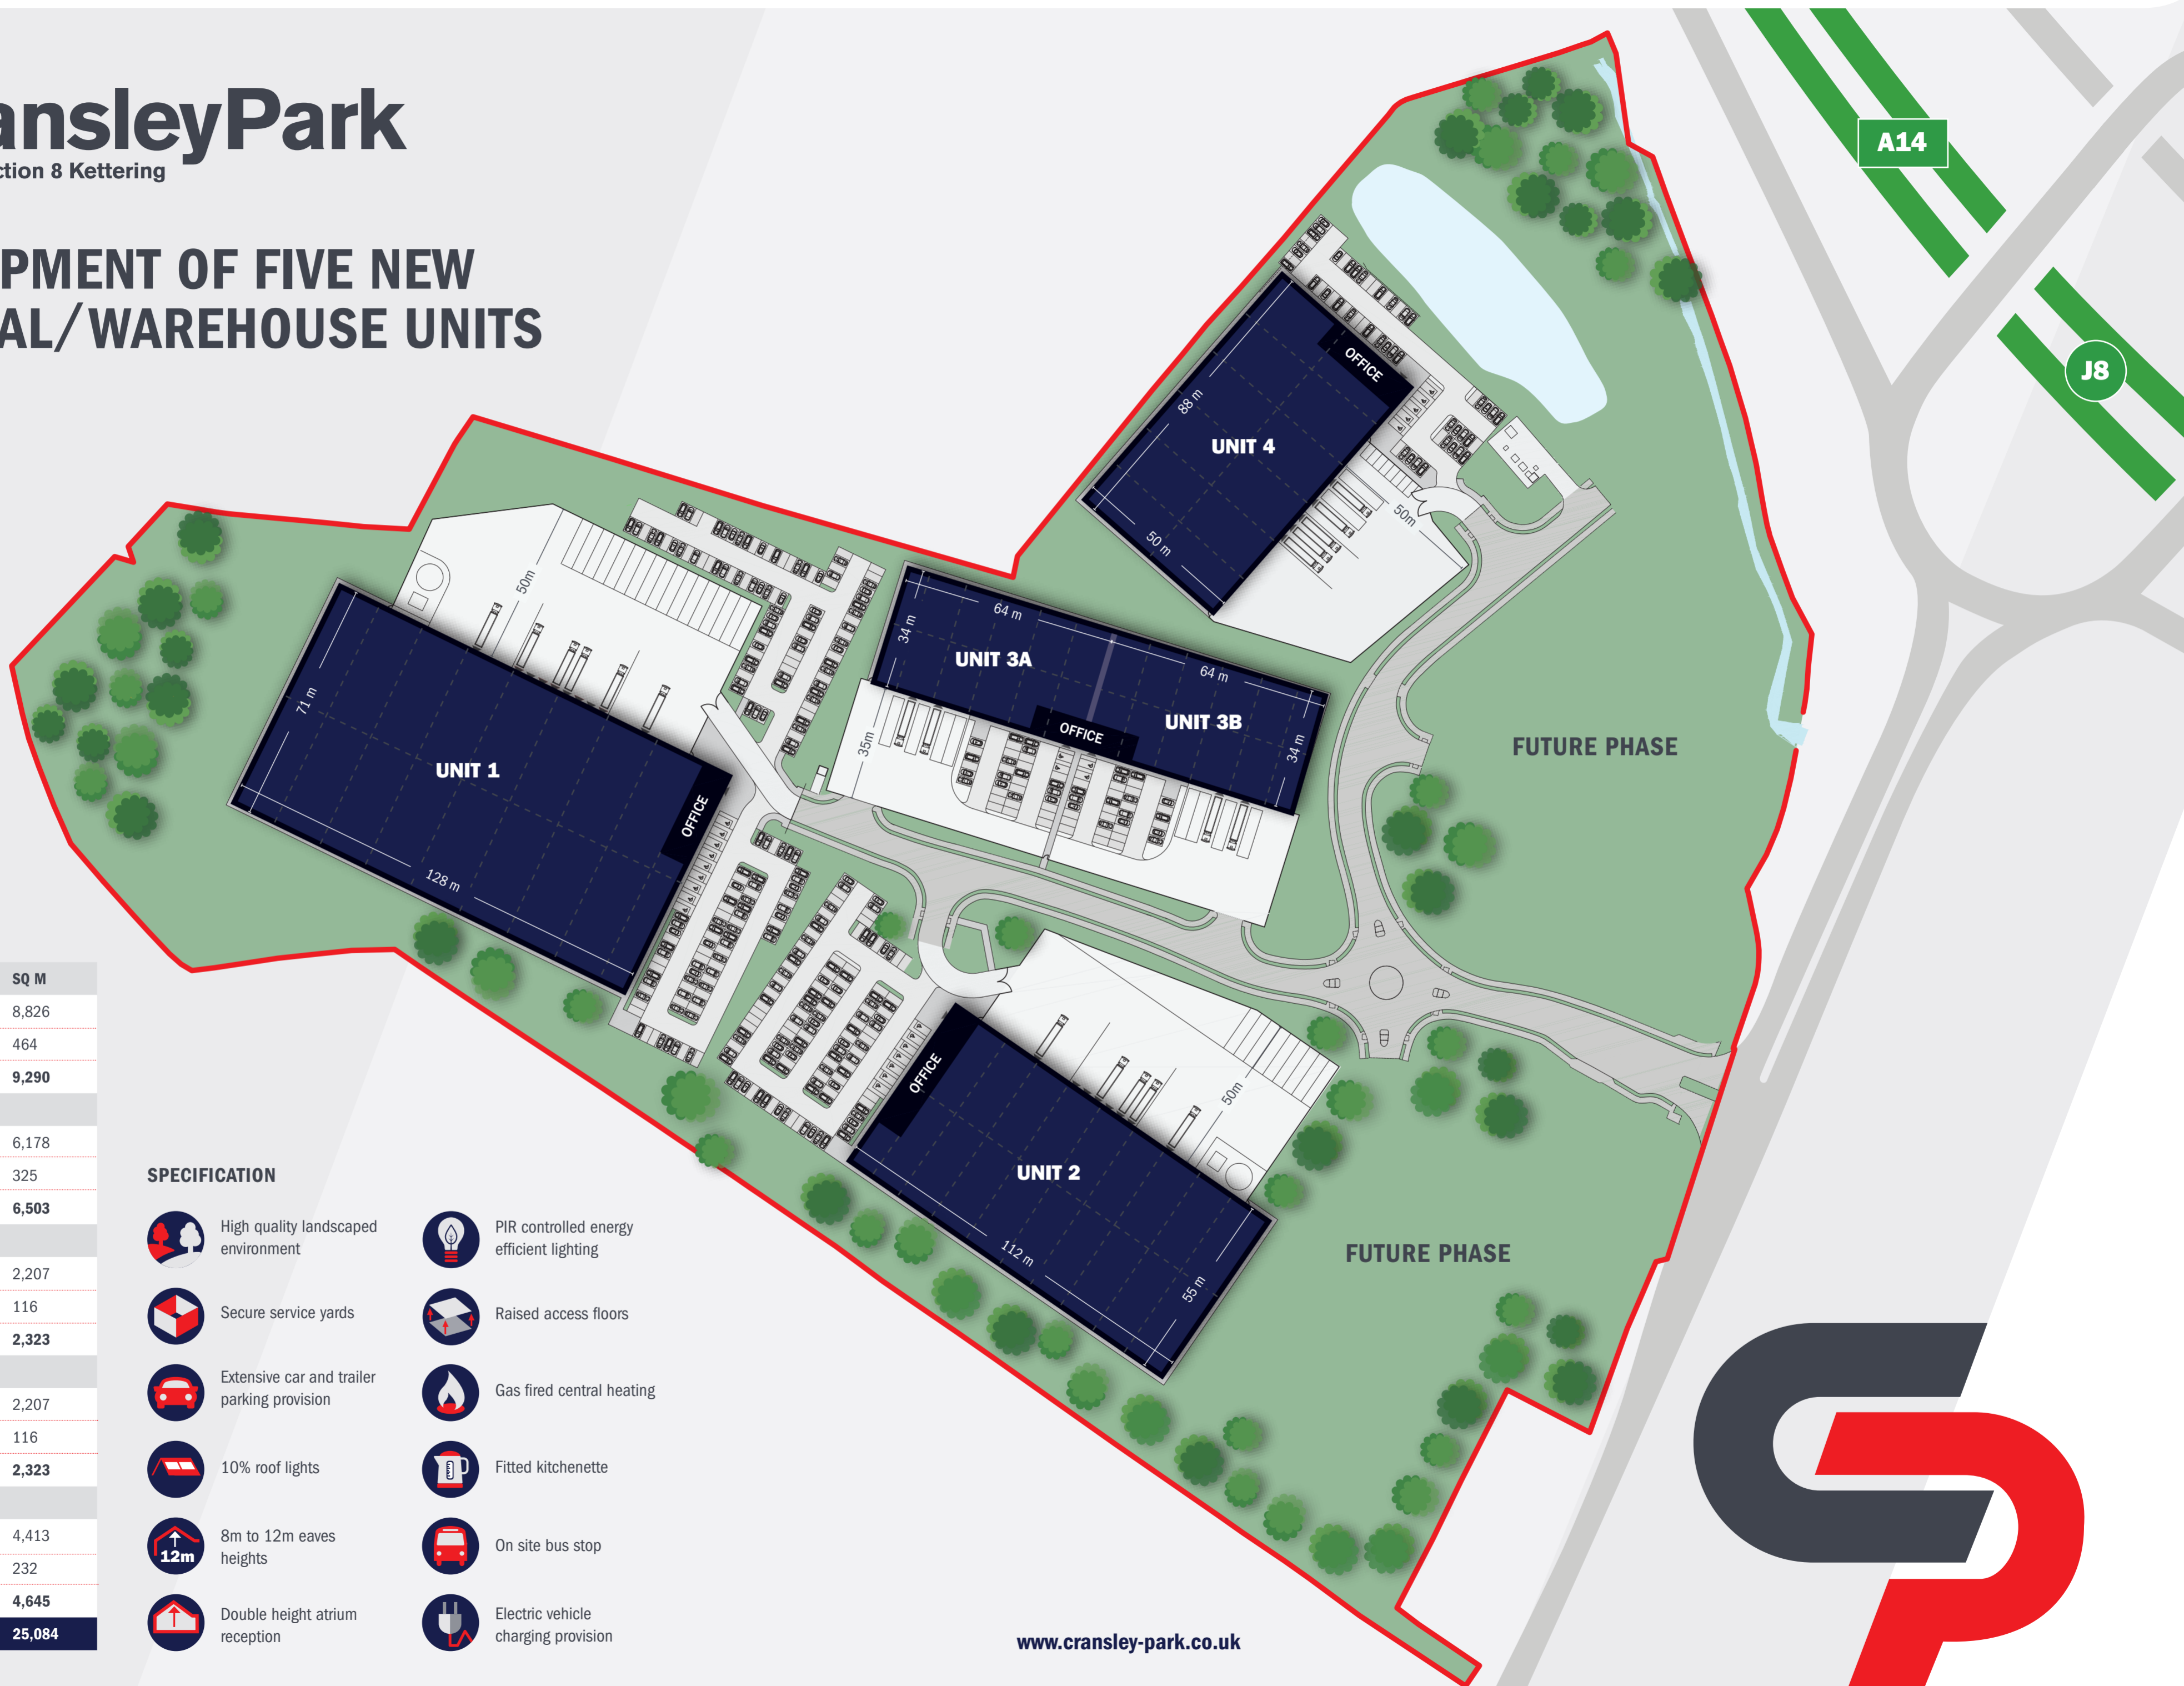 ansleyPark
ction 8 Kettering
PMENT OF FIVE NEW
AL/WAREHOUSE UNITS
A14
J8
OFFICE
88 m
UNIT 4
50 m
50m
50m
64 m
34 m
UNIT 3A
64 m
UNIT 3B
OFFICE
34 m
35m
71 m
UNIT 1
OFFICE
128 m
FUTURE PHASE
OFFICE
50m
UNIT 2
112 m
55 m
FUTURE PHASE
SQ M
8,826
464
9,290
6,178
325
6,503
2,207
116
2,323
2,207
116
2,323
4,413
232
4,645
25,084
SPECIFICATION
High quality landscaped
environment
Secure service yards
Extensive car and trailer
parking provision
10% roof lights
12m
8m to 12m eaves
heights
Double height atrium
reception
PIR controlled energy
efficient lighting
Raised access floors
Gas fired central heating
Fitted kitchenette
On site bus stop
Electric vehicle
charging provision
www.cransley-park.co.uk